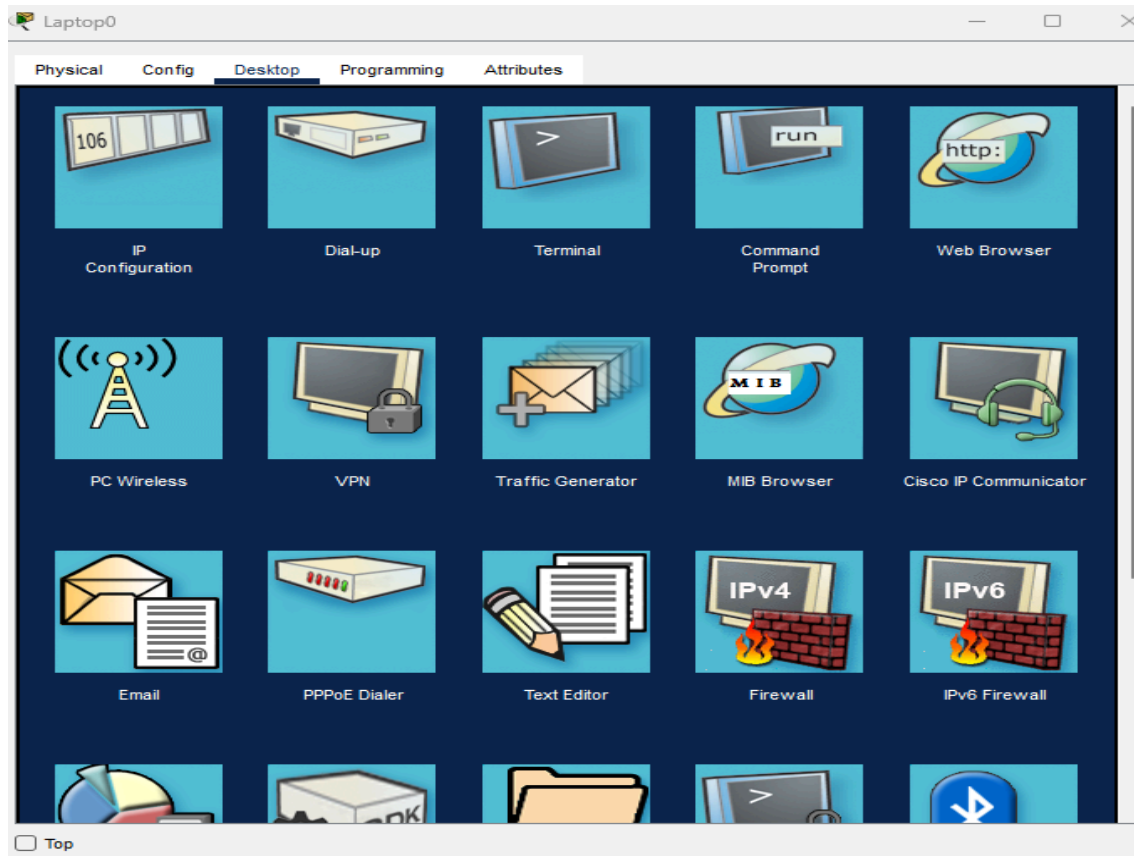 Laptop0
Physical Config Desktop Programming Attributes
106
>
run
http:
IP
Configuration
Dial-up
Terminal
Command
Prompt
Web Browser
MIB
PC Wireless
VPN
Traffic Generator
MIB Browser
Cisco IP Communicator
@
IPv4
IPv6
Email
PPPoE Dialer
Text Editor
Firewall
IPv6 Firewall
>
@
Top